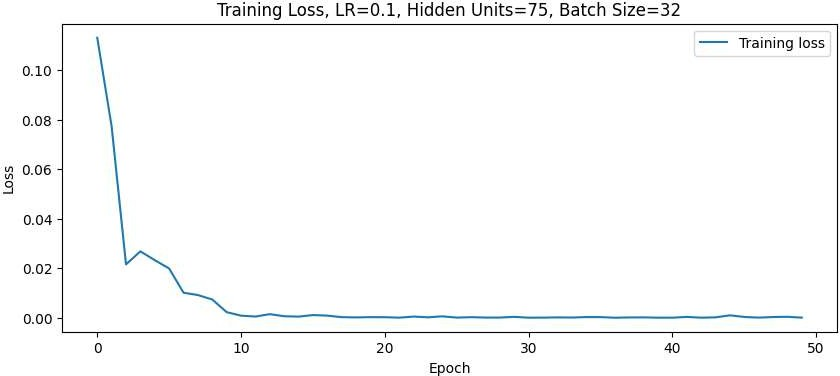 Training Loss, LR=0.1, Hidden Units=75, Batch Size=32
Training loss
Loss
0.10
0.08
0.06
0.04
0.02
0.00
0 10 20 30 40 50
Epoch